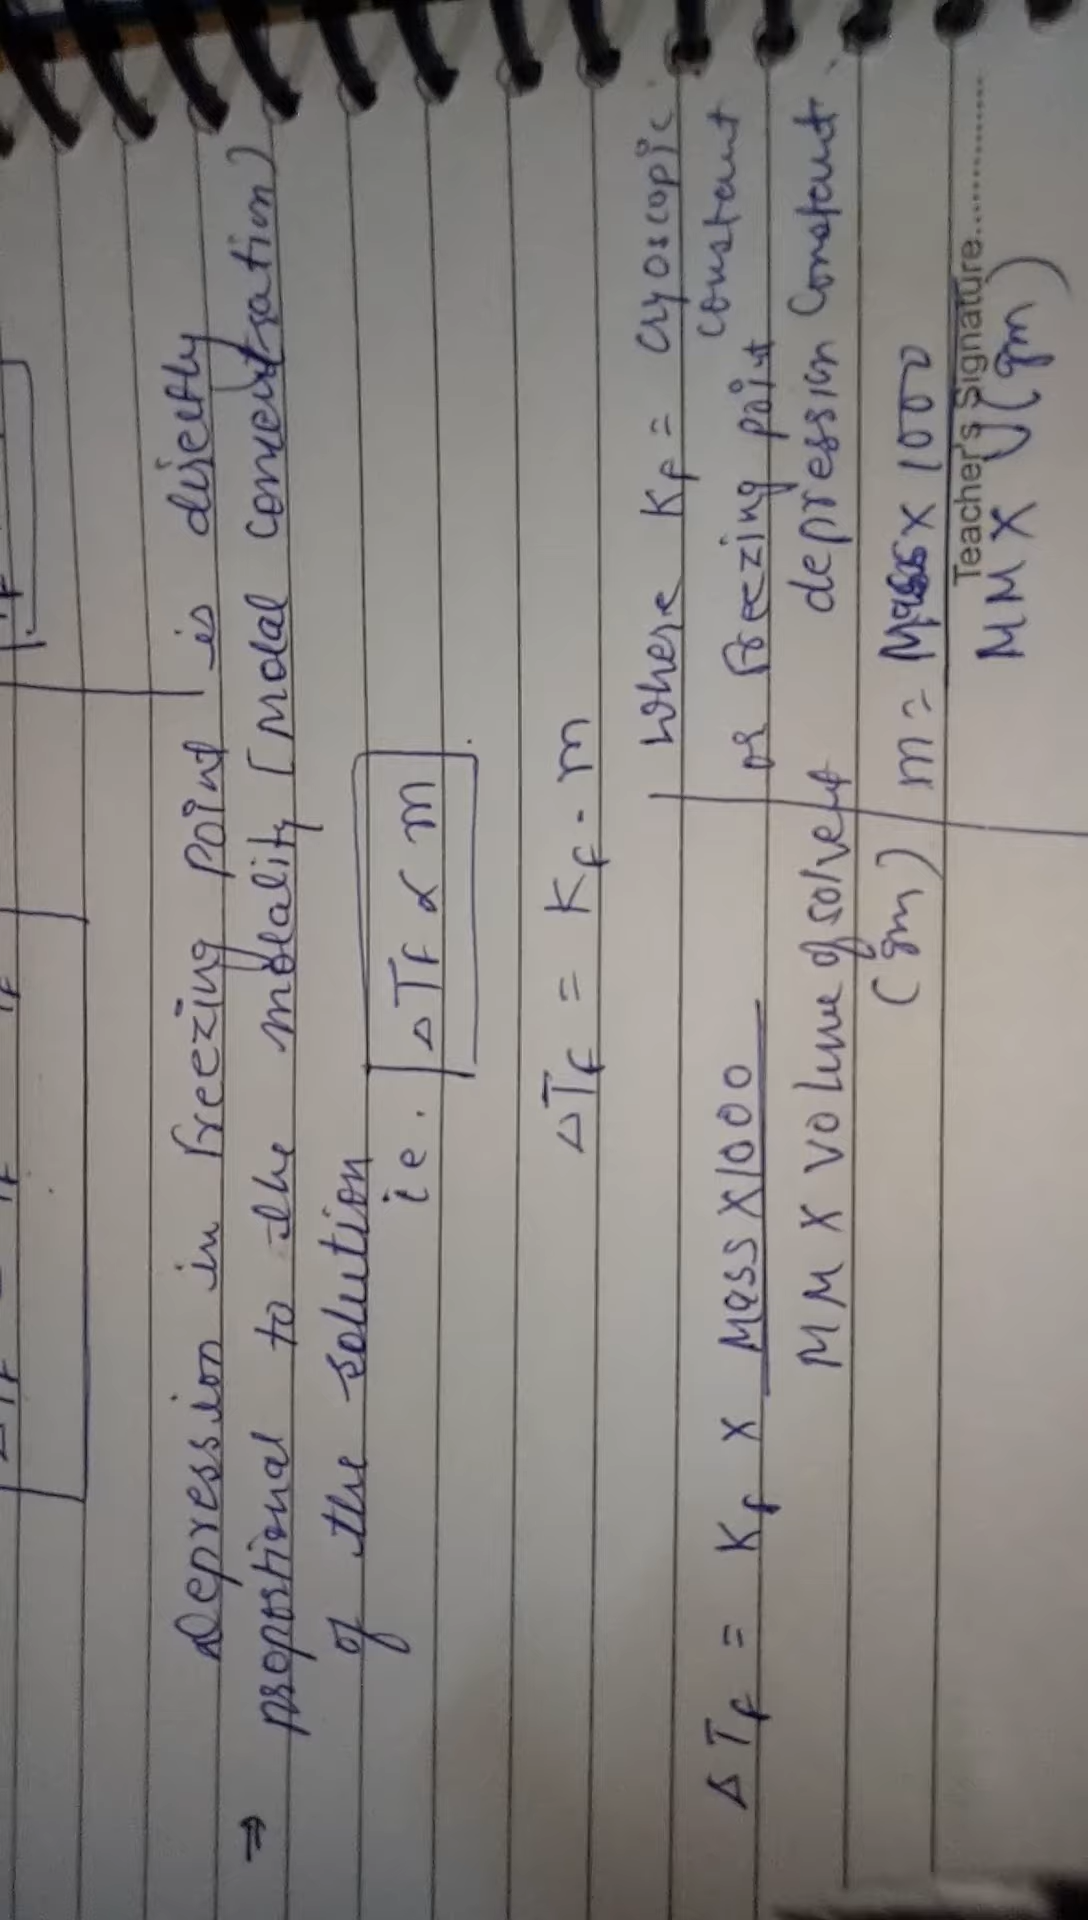 Depression in freezing point is directly
⇒ proportional to the molality [modal concentration)
of the solution
i.e. ΔTf ∝ m
ΔTf = Kf . m
where Kf = cryoscopic constant
or freezing point depression constant
ΔTf = Kf x Mass x 1000
MM x volume of solvent (gm)
m = Mass x 1000
Teacher's Signature..............
MM x V(gm)